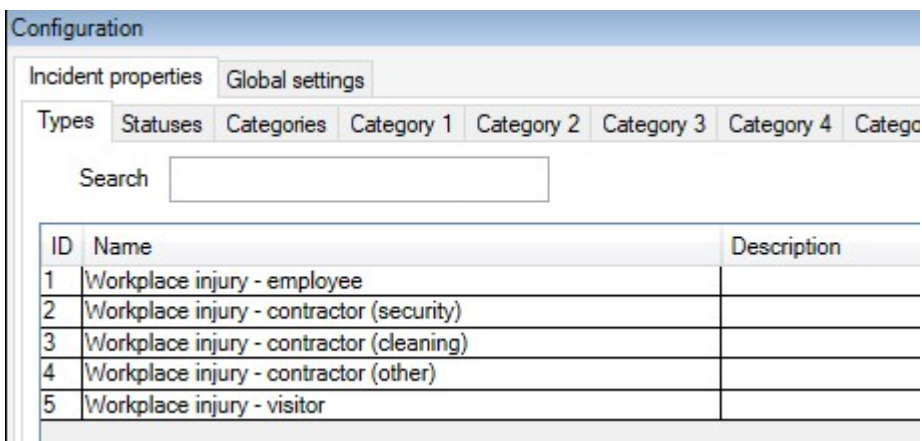 Configuration
Incident properties Global settings
Types Statuses Categories Category 1 Category 2 Category 3 Category 4 Catego
Search
ID Name Description
1 Workplace injury - employee
2 Workplace injury - contractor (security)
3 Workplace injury - contractor (cleaning)
4 Workplace injury - contractor (other)
5 Workplace injury - visitor